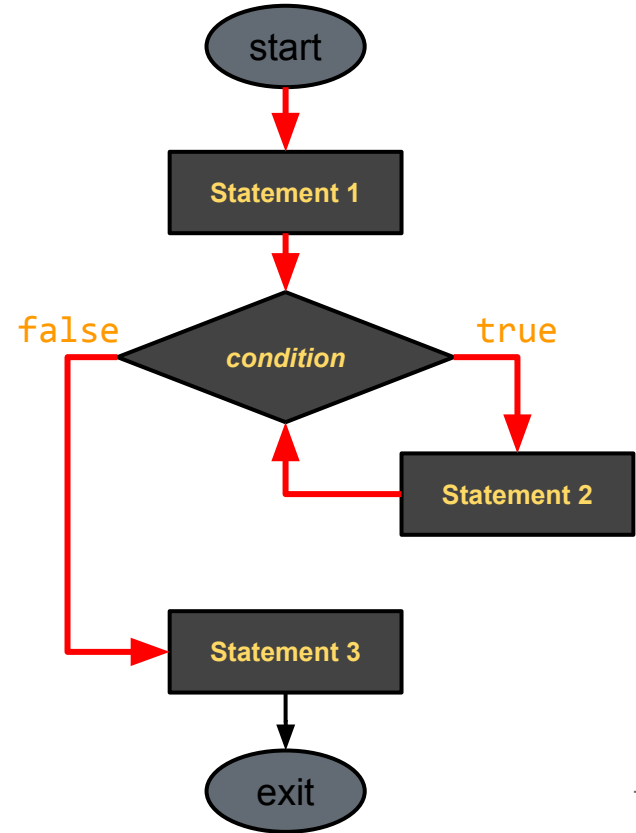 start
Statement 1
false
true
condition
Statement 2
Statement 3
exit